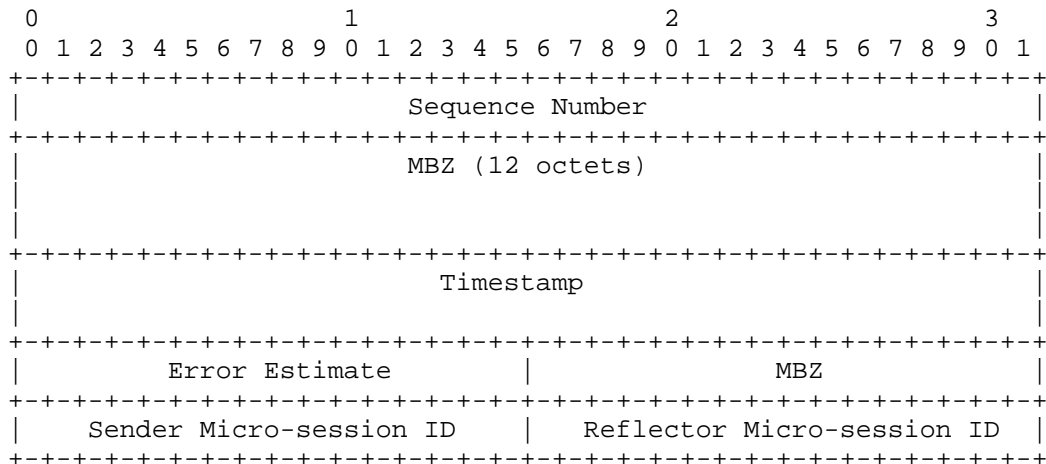 0                   1                   2                   3
 0 1 2 3 4 5 6 7 8 9 0 1 2 3 4 5 6 7 8 9 0 1 2 3 4 5 6 7 8 9 0 1
+-+-+-+-+-+-+-+-+-+-+-+-+-+-+-+-+-+-+-+-+-+-+-+-+-+-+-+-+-+-+-+-+
|                        Sequence Number                        |
+-+-+-+-+-+-+-+-+-+-+-+-+-+-+-+-+-+-+-+-+-+-+-+-+-+-+-+-+-+-+-+-+
|                        MBZ (12 octets)                        |
|                                                               |
|                                                               |
+-+-+-+-+-+-+-+-+-+-+-+-+-+-+-+-+-+-+-+-+-+-+-+-+-+-+-+-+-+-+-+-+
|                          Timestamp                            |
|                                                               |
+-+-+-+-+-+-+-+-+-+-+-+-+-+-+-+-+-+-+-+-+-+-+-+-+-+-+-+-+-+-+-+-+
|         Error Estimate        |               MBZ             |
+-+-+-+-+-+-+-+-+-+-+-+-+-+-+-+-+-+-+-+-+-+-+-+-+-+-+-+-+-+-+-+-+
|    Sender Micro-session ID    |   Reflector Micro-session ID  |
+-+-+-+-+-+-+-+-+-+-+-+-+-+-+-+-+-+-+-+-+-+-+-+-+-+-+-+-+-+-+-+-+